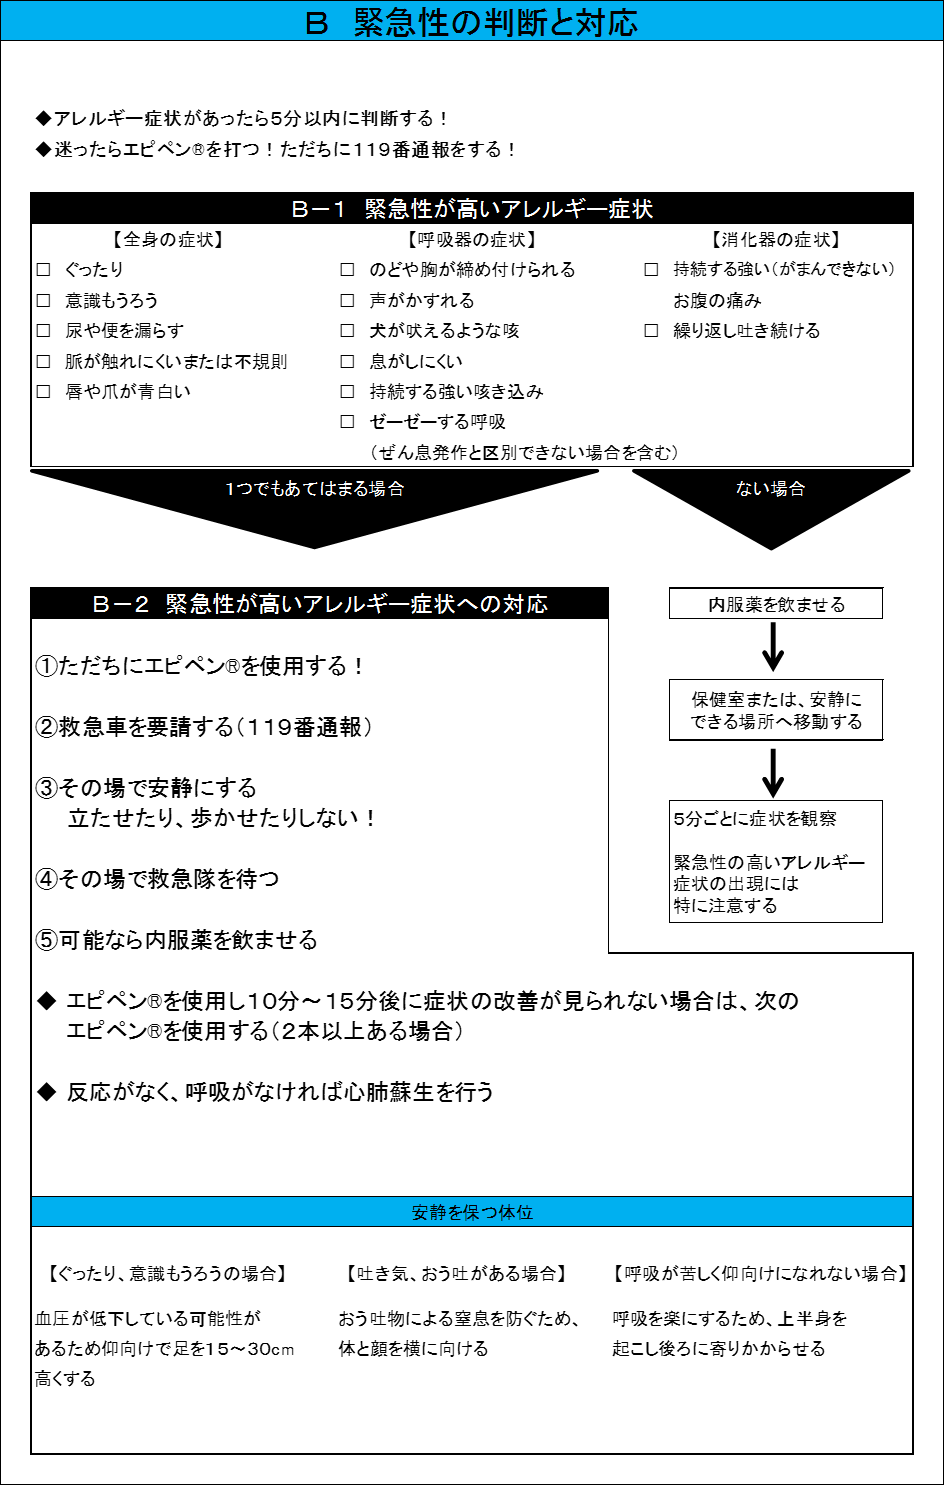 B　緊急性の判断と対応
◆アレルギー症状があったら5分以内に判断する！
◆迷ったらエピペン®を打つ！ただちに119番通報をする！
B－1　緊急性が高いアレルギー症状
【全身の症状】
□　ぐったり
□　意識もうろう
□　尿や便を漏らす
□　脈が触れにくいまたは不規則
□　唇や爪が青白い
【呼吸器の症状】
□　のどや胸が締め付けられる
□　声がかすれる
□　犬が吠えるような咳
□　息がしにくい
□　持続する強い咳き込み
□　ゼーゼーする呼吸
（ぜん息発作と区別できない場合を含む）
【消化器の症状】
□　持続する強い（がまんできない）
お腹の痛み
□　繰り返し吐き続ける
1つでもあてはまる場合
ない場合
B－2　緊急性が高いアレルギー症状への対応
①ただちにエピペン®を使用する！
②救急車を要請する（119番通報）
③その場で安静にする
立たせたり、歩かせたりしない！
④その場で救急隊を待つ
⑤可能なら内服薬を飲ませる
内服薬を飲ませる
保健室または、安静に
できる場所へ移動する
5分ごとに症状を観察
緊急性の高いアレルギー
症状の出現には
特に注意する
◆ エピペン®を使用し10分～15分後に症状の改善が見られない場合は、次の
エピペン®を使用する（2本以上ある場合）
◆ 反応がなく、呼吸がなければ心肺蘇生を行う
安静を保つ体位
【ぐったり、意識もうろうの場合】
血圧が低下している可能性が
あるため仰向けで足を15～30cm
高くする
【吐き気、おう吐がある場合】
おう吐物による窒息を防ぐため、
体と顔を横に向ける
【呼吸が苦しく仰向けになれない場合】
呼吸を楽にするため、上半身を
起こし後ろに寄りかからせる